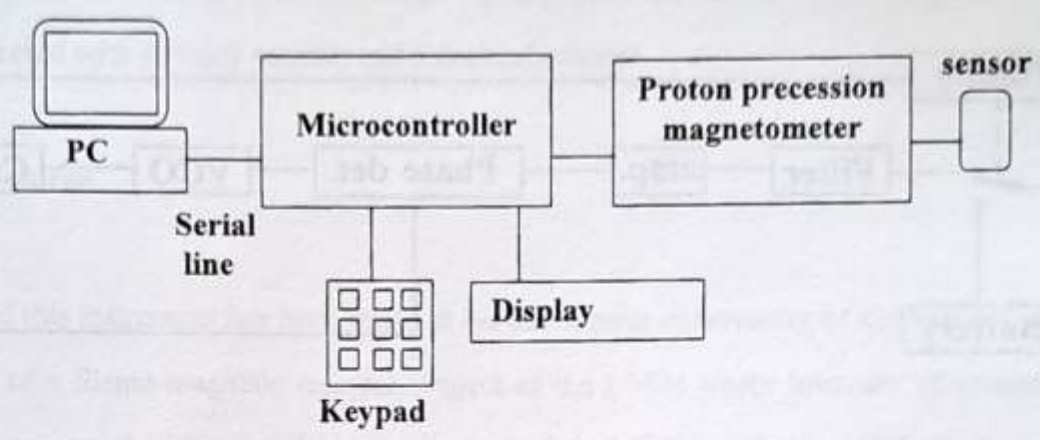 sensor
Proton precession
magnetometer
Microcontroller
PC
Serial
line
Display
Keypad